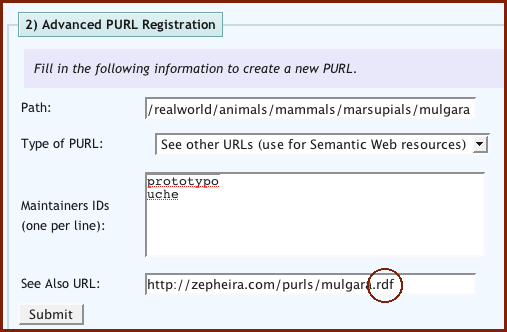 2) Advanced PURL Registration
Fill in the following information to create a new PURL.
Path:
/realworld/animals/mammals/marsupials/mulgara
Type of PURL:
See other URLs (use for Semantic Web resources)
Maintainers IDs
(one per line):
prototypo
uche
See Also URL:
http://zepheira.com/purls/mulgara.rdf
Submit